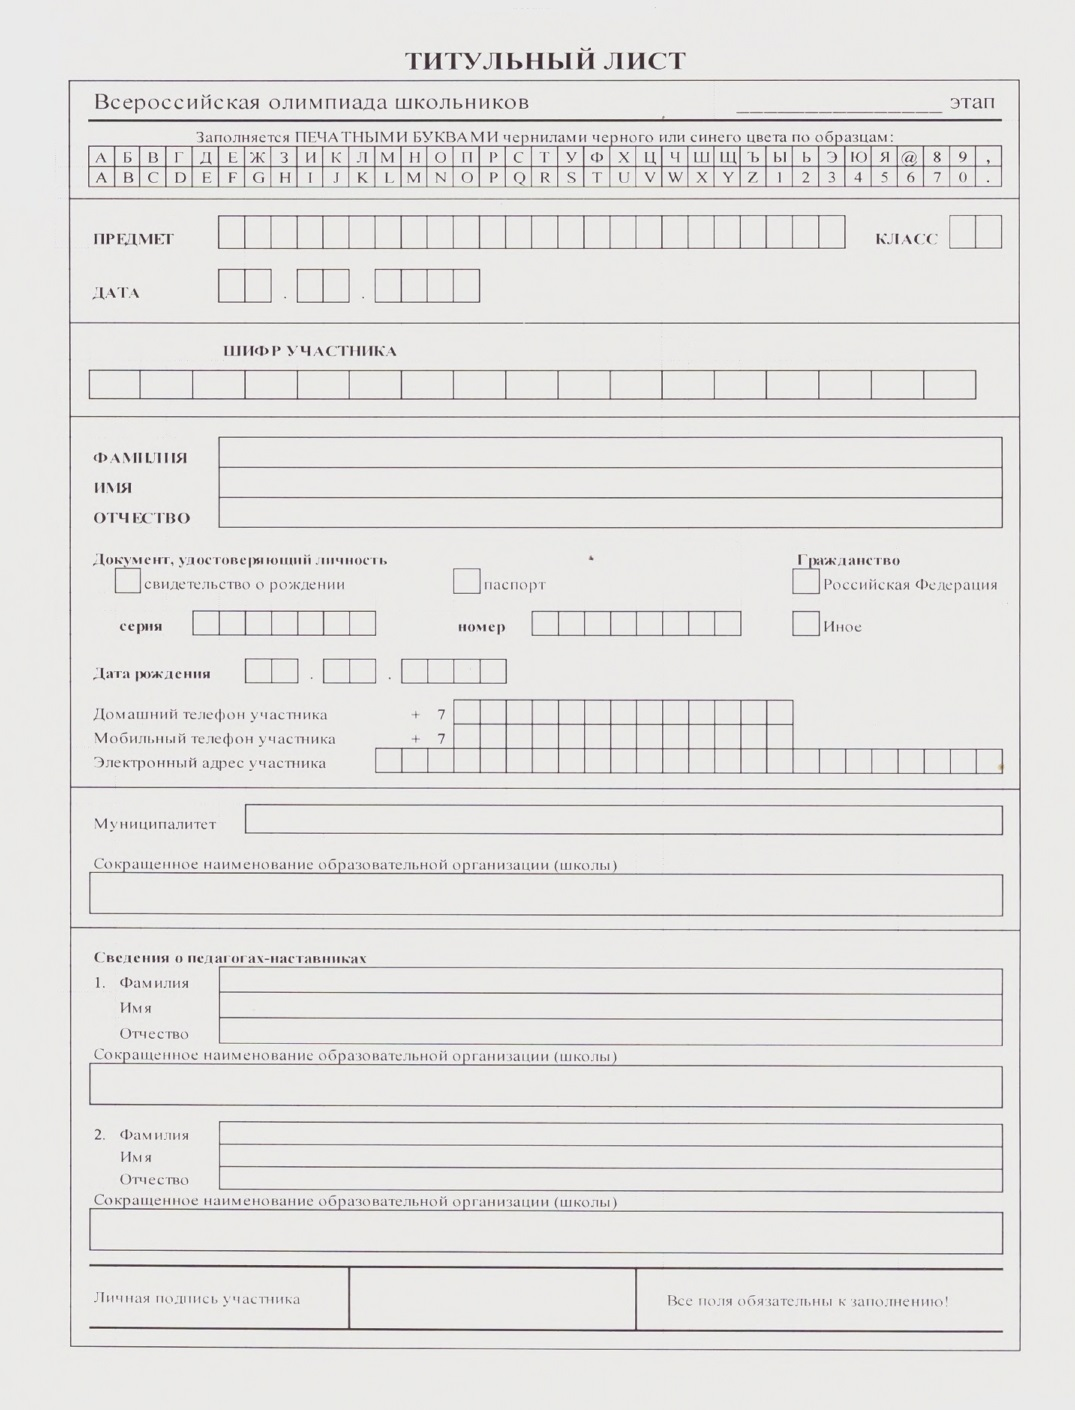 ТИТУЛЬНЫЙ ЛИСТ
Всероссийская олимпиада школьников ____________________ этап
Заполняется ПЕЧАТНЫМИ БУКВАМИ чернилами черного или синего цвета по образцам:
А Б В Г Д Е Ж З И К Л М Н О П Р С Т У Ф Х Ц Ч Ш Щ Ъ Ы Ь Э Ю Я @ 8 9 ,
A B C D E F G H I J K L M N O P Q R S T U V W X Y Z 1 2 3 4 5 6 7 0 .
ПРЕДМЕТ КЛАСС
ДАТА . .
ШИФР УЧАСТНИКА
ФАМИЛИЯ
ИМЯ
ОТЧЕСТВО
Документ, удостоверяющий личность Гражданство
свидетельство о рождении паспорт Российская Федерация
серия номер Иное
Дата рождения . .
Домашний телефон участника + 7
Мобильный телефон участника + 7
Электронный адрес участника
Муниципалитет
Сокращенное наименование образовательной организации (школы)
Сведения о педагогах-наставниках
1. Фамилия
Имя
Отчество
Сокращенное наименование образовательной организации (школы)
2. Фамилия
Имя
Отчество
Сокращенное наименование образовательной организации (школы)
Личная подпись участника Все поля обязательны к заполнению!